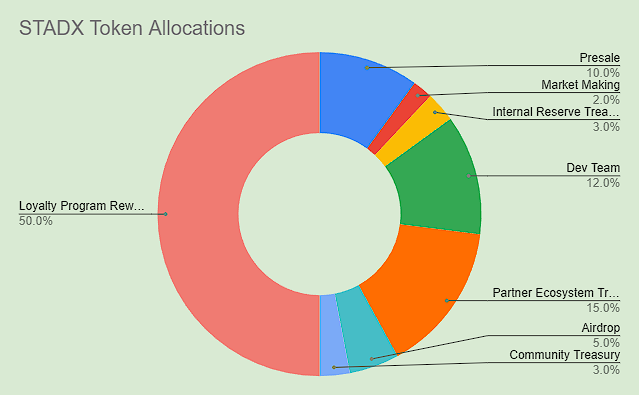 STADX Token Allocations
Presale
10.0%
Market Making
2.0%
Internal Reserve Trea...
3.0%
Dev Team
12.0%
Loyalty Program Rew...
50.0%
Partner Ecosystem Tr...
15.0%
Airdrop
5.0%
Community Treasury
3.0%